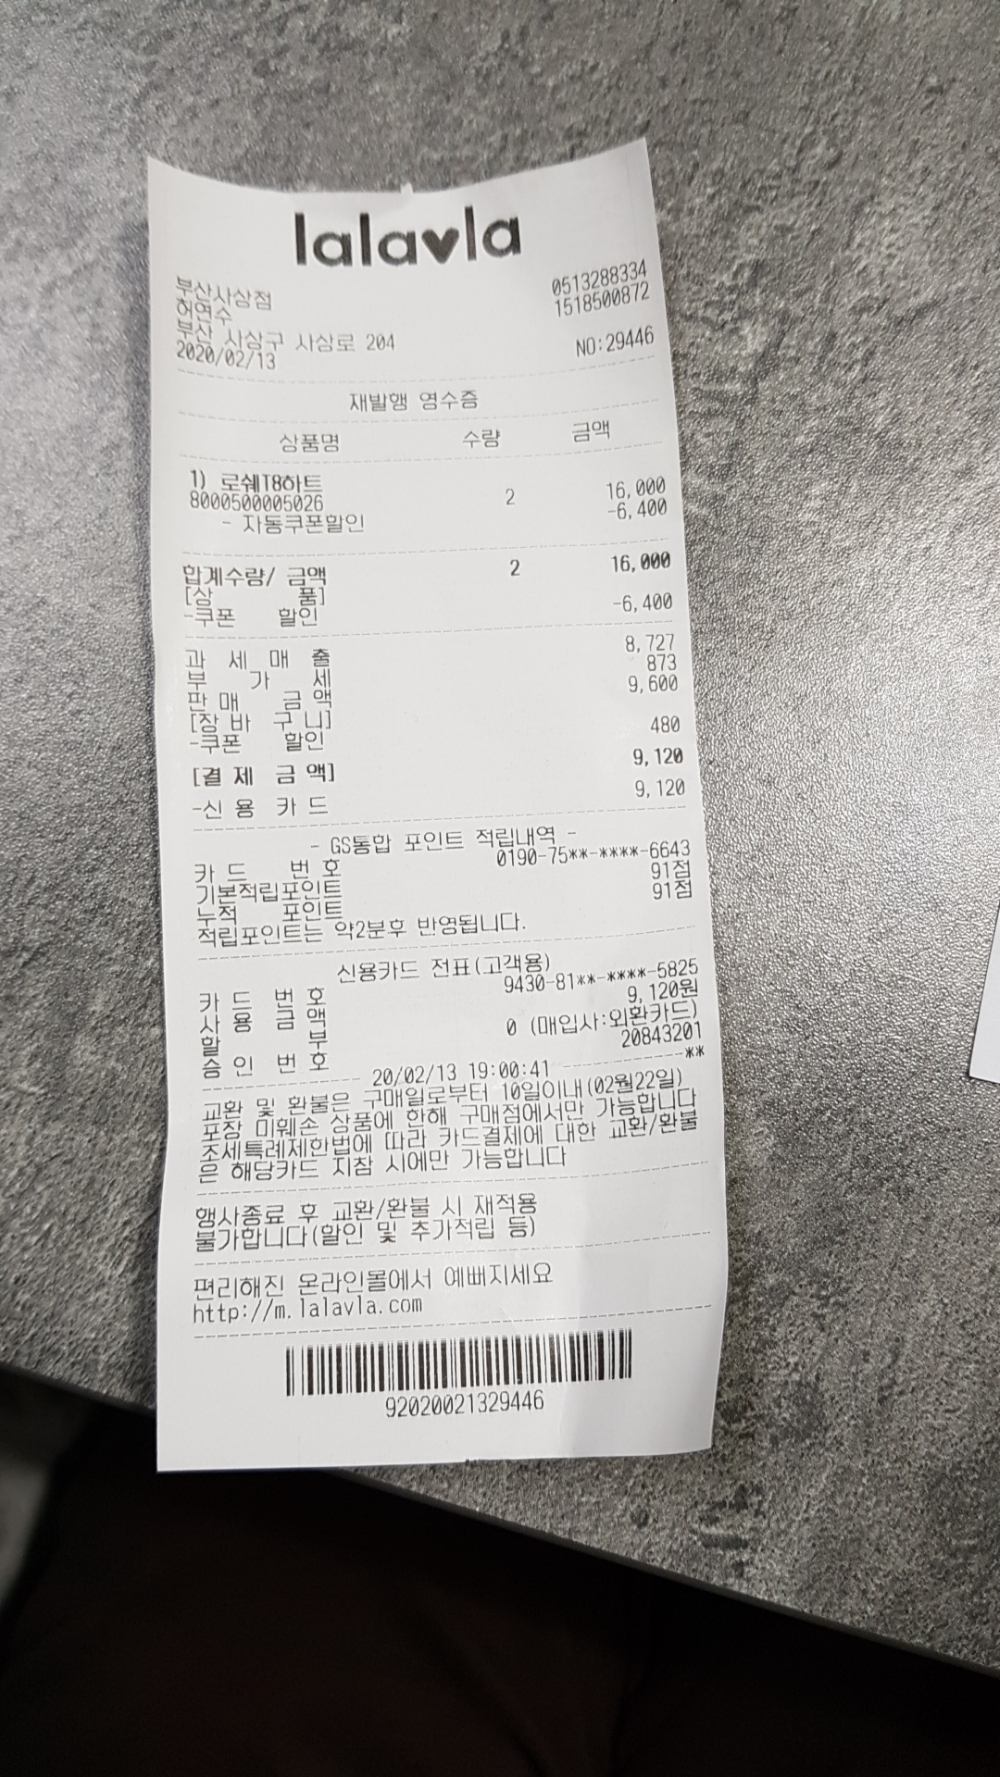 lalavla
부산사상점 0513288334
허연수 1518500872
부산 사상구 사상로 204
2020/02/13 NO:29446
재발행 영수증
상품명 수량 금액
1) 로쉐T8하트
8000500005026 2 16,000
- 자동쿠폰할인 -6,400
합계수량/ 금액 2 16,000
[상 품]
-쿠폰 할인 -6,400
과 세 매 출 8,727
부 가 세 873
판 매 금 액 9,600
[장 바 구 니]
-쿠폰 할인 480
[결 제 금 액] 9,120
-신 용 카 드 9,120
- GS통합 포인트 적립내역 -
카 드 번 호 0190-75**-****-6643
기본적립포인트 91점
누적 포인트 91점
적립포인트는 약2분후 반영됩니다.
신용카드 전표(고객용)
카 드 번 호 9430-81**-****-5825
사 용 금 액 9,120원
할 부 0 (매입사:외환카드)
승 인 번 호 20843201
20/02/13 19:00:41 **
교환 및 환불은 구매일로부터 10일이내(02월22일)
포장 미훼손 상품에 한해 구매점에서만 가능합니다
조세특례제한법에 따라 카드결제에 대한 교환/환불
은 해당카드 지참 시에만 가능합니다
행사종료 후 교환/환불 시 재적용
불가합니다(할인 및 추가적립 등)
편리해진 온라인몰에서 예뻐지세요
http://m.lalavla.com
92020021329446